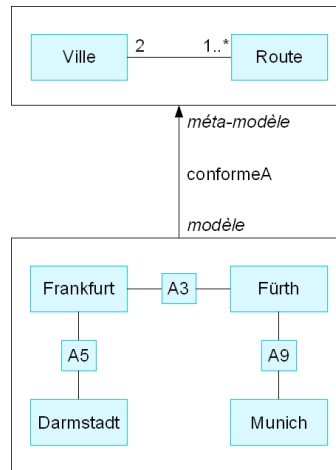 Ville 2 1..* Route
méta-modèle
conformeA
modèle
Frankfurt A3 Fürth
A5 A9
Darmstadt Munich